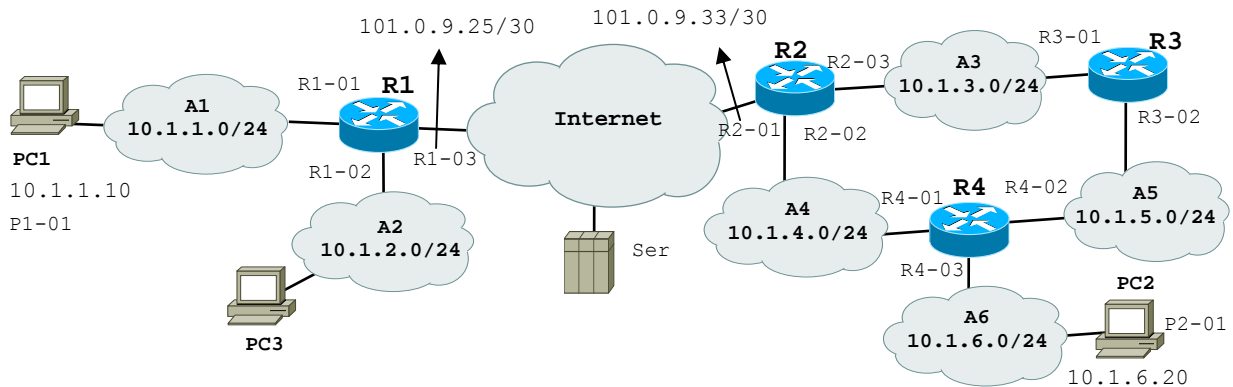 101.0.9.25/30
101.0.9.33/30
R1-01
R1
A1
10.1.1.0/24
PC1
10.1.1.10
P1-01
R1-02
R1-03
A2
10.1.2.0/24
PC3
Internet
Ser
R2
R2-01
R2-03
R2-02
A3
10.1.3.0/24
R3-01
R3
R3-02
A4
10.1.4.0/24
R4-01
R4
R4-02
R4-03
A5
10.1.5.0/24
A6
10.1.6.0/24
PC2
P2-01
10.1.6.20